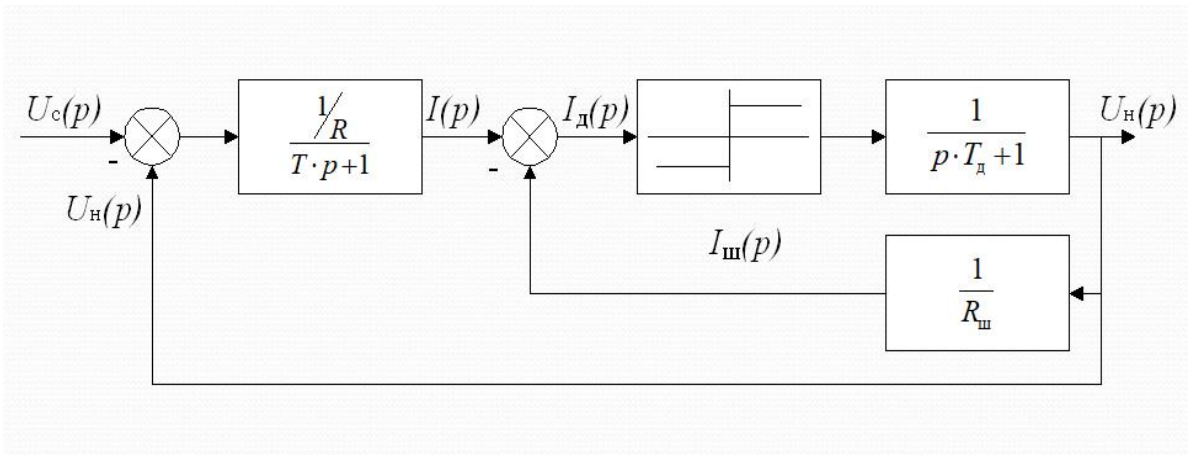 Uс(p)
-
Uн(p)
1/R
T·p+1
I(p)
-
Iд(p)
1
p·Tд+1
Uн(p)
Iш(p)
1
Rш